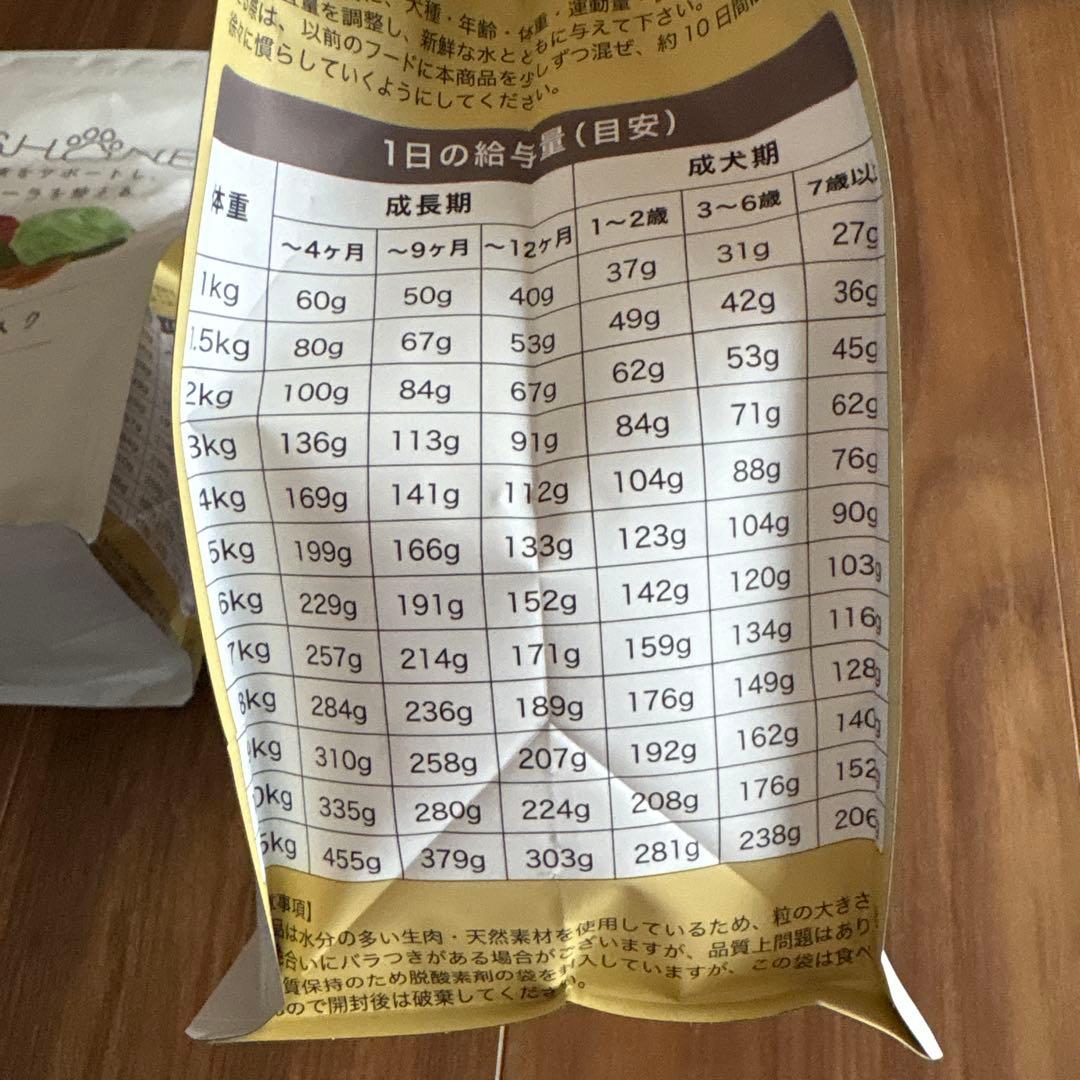 犬種・年齢・体重・運動量
量を調整し、新鮮な水とともに与えて下さい。
際は、以前のフードに本商品を少しずつ混ぜ、約10日間
徐々に慣らしていくようにしてください。
1日の給与量(目安)
体重 成長期 成犬期
〜4ヶ月 〜9ヶ月 〜12ヶ月 1〜2歳 3〜6歳 7歳以
1kg 60g 50g 40g 37g 31g 27g
1.5kg 80g 67g 53g 49g 42g 36g
2kg 100g 84g 67g 62g 53g 45g
3kg 136g 113g 91g 84g 71g 62g
4kg 169g 141g 112g 104g 88g 76g
5kg 199g 166g 133g 123g 104g 90g
6kg 229g 191g 152g 142g 120g 103g
7kg 257g 214g 171g 159g 134g 116g
8kg 284g 236g 189g 176g 149g 128g
kg 310g 258g 207g 192g 162g 140g
0kg 335g 280g 224g 208g 176g 152g
5kg 455g 379g 303g 281g 238g 206g
事項】
品は水分の多い生肉・天然素材を使用しているため、粒の大きさ
合いにバラつきがある場合がございますが、品質上問題はあり
質保持のため脱酸素剤の袋を封入していますが、この袋は食べ
ので開封後は破棄してください。